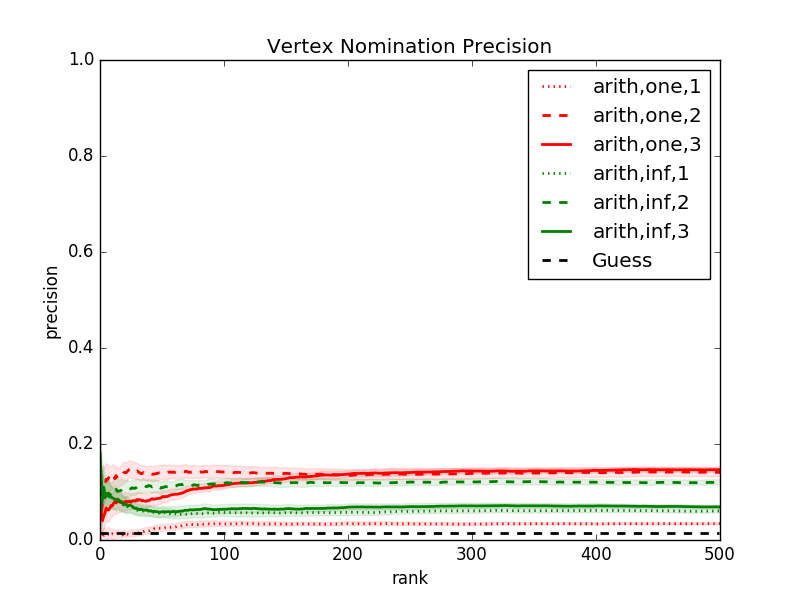 Vertex Nomination Precision
1.0
0.8
0.6
0.4
0.2
0.0
precision
arith,one,1
arith,one,2
arith,one,3
arith,inf,1
arith,inf,2
arith,inf,3
Guess
0 100 200 300 400 500
rank